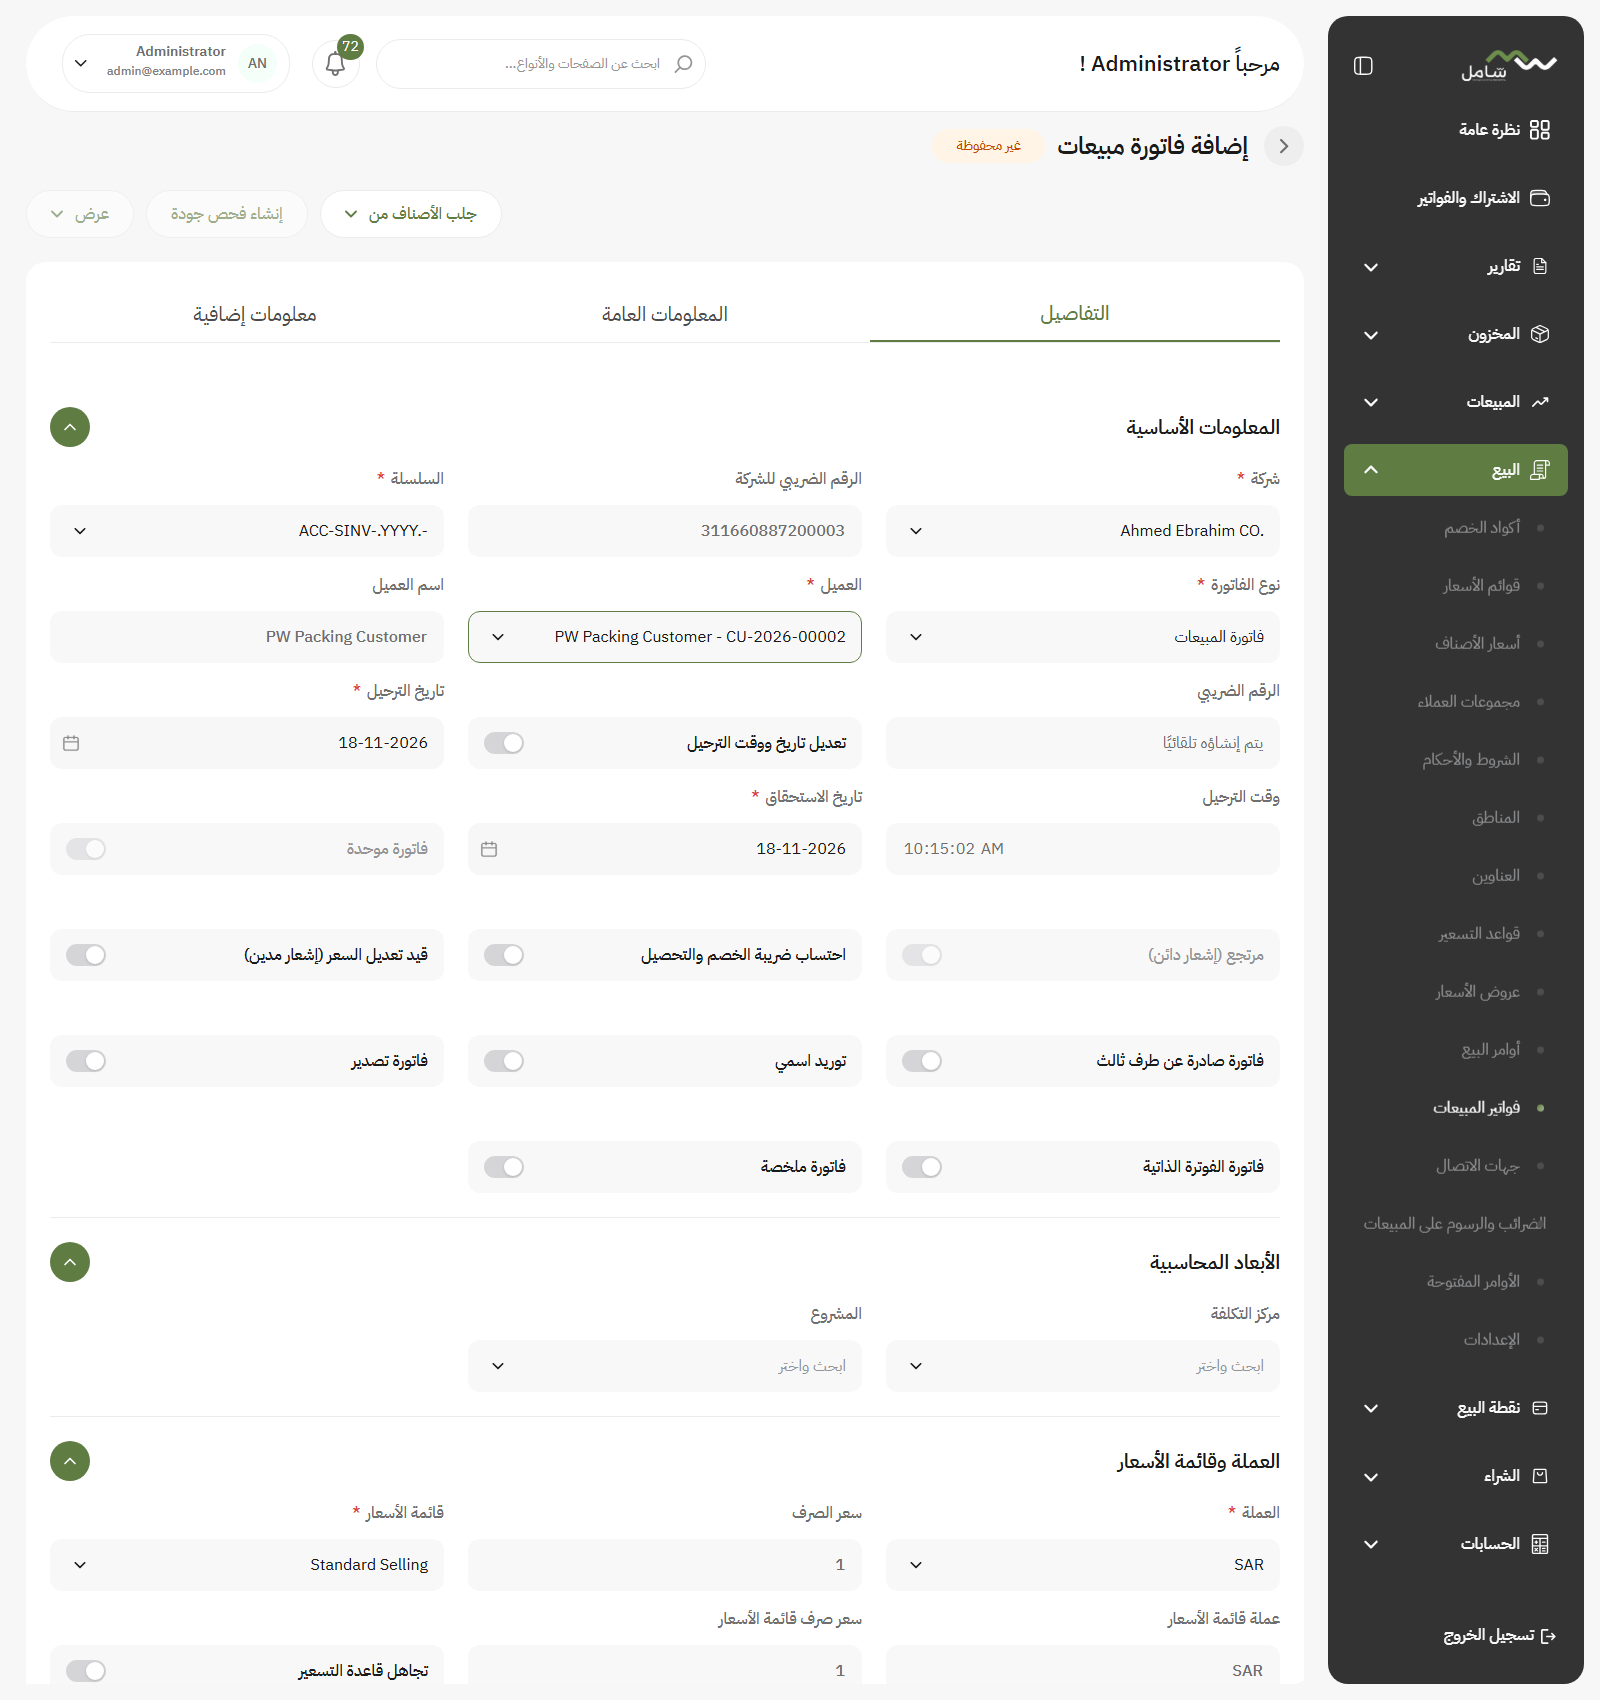 شامل
نظرة عامة
الاشتراك والفواتير
تقارير
المخزون
المبيعات
البيع
أكواد الخصم
قوائم الأسعار
أسعار الأصناف
مجموعات العملاء
الشروط والأحكام
المناطق
العناوين
قواعد التسعير
عروض الأسعار
أوامر البيع
فواتير المبيعات
جهات الاتصال
الضرائب والرسوم على المبيعات
الأوامر المفتوحة
الإعدادات
نقطة البيع
الشراء
الحسابات
تسجيل الخروج
مرحباً Administrator !
ابحث عن الصفحات والأنواع...
72
AN
Administrator
admin@example.com
إضافة فاتورة مبيعات
غير محفوظة
جلب الأصناف من
إنشاء فحص جودة
عرض
التفاصيل
المعلومات العامة
معلومات إضافية
المعلومات الأساسية
شركة *
الرقم الضريبي للشركة
السلسلة *
Ahmed Ebrahim CO.
311660887200003
ACC-SINV-.YYYY.-
نوع الفاتورة *
العميل *
اسم العميل
فاتورة المبيعات
PW Packing Customer - CU-2026-00002
PW Packing Customer
الرقم الضريبي
تاريخ الترحيل *
يتم إنشاؤه تلقائيًا
تعديل تاريخ ووقت الترحيل
18-11-2026
وقت الترحيل
تاريخ الاستحقاق *
10:15:02 AM
18-11-2026
فاتورة موحدة
مرتجع (إشعار دائن)
احتساب ضريبة الخصم والتحصيل
قيد تعديل السعر (إشعار مدين)
فاتورة صادرة عن طرف ثالث
توريد اسمي
فاتورة تصدير
فاتورة الفوترة الذاتية
فاتورة ملخصة
الأبعاد المحاسبية
مركز التكلفة
المشروع
ابحث واختر
ابحث واختر
العملة وقائمة الأسعار
العملة *
سعر الصرف
قائمة الأسعار *
SAR
1
Standard Selling
عملة قائمة الأسعار
سعر صرف قائمة الأسعار
SAR
1
تجاهل قاعدة التسعير